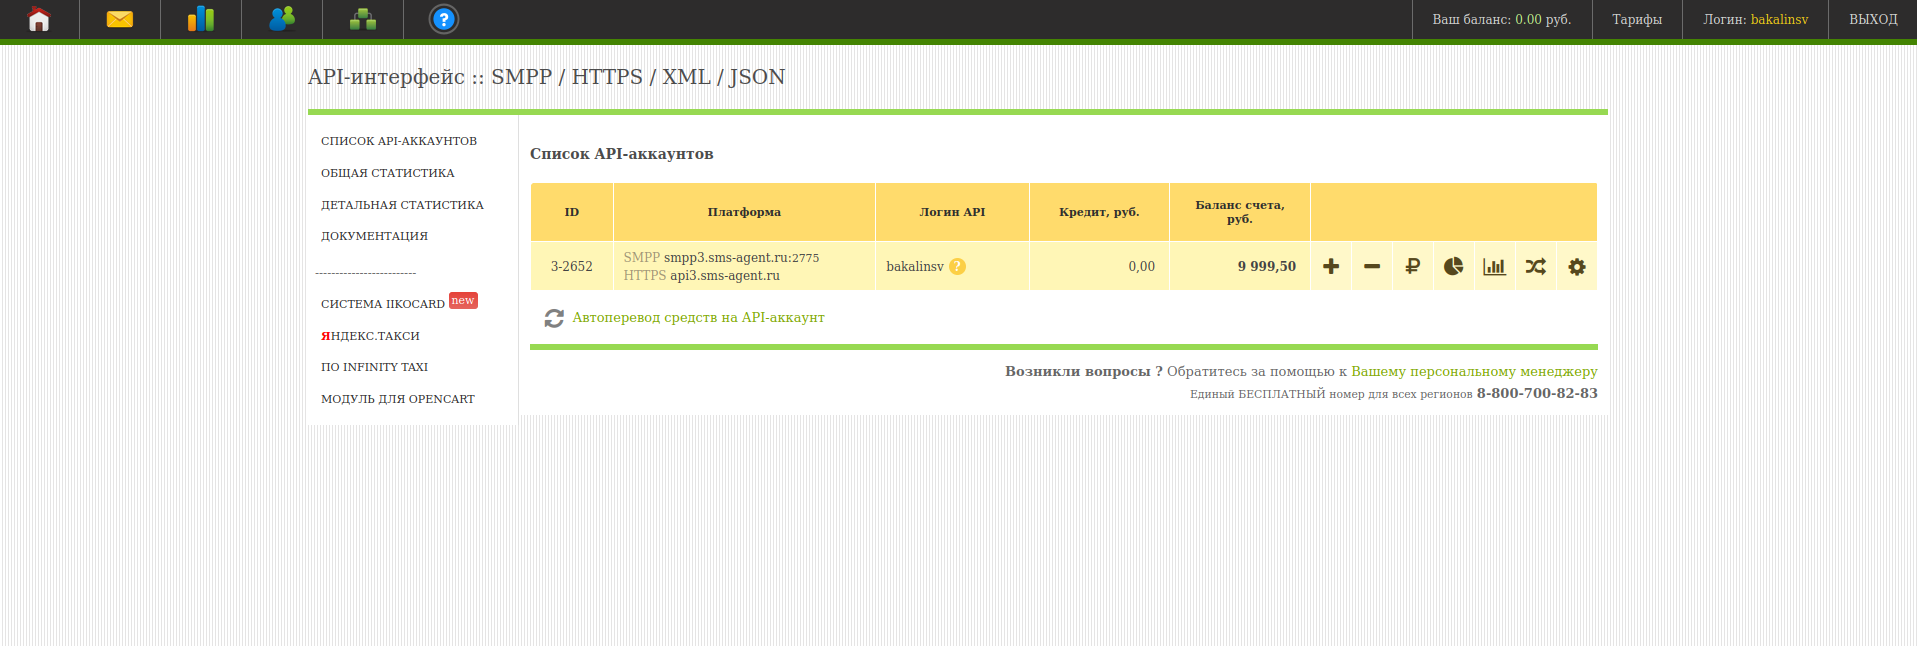 Ваш баланс: 0.00 руб. Тарифы Логин: bakalinsv ВЫХОД
API-интерфейс :: SMPP / HTTPS / XML / JSON
СПИСОК API-АККАУНТОВ
ОБЩАЯ СТАТИСТИКА
ДЕТАЛЬНАЯ СТАТИСТИКА
ДОКУМЕНТАЦИЯ
-------------------------
СИСТЕМА IIKOCARD new
ЯНДЕКС.ТАКСИ
ПО INFINITY TAXI
МОДУЛЬ ДЛЯ OPENCART
Список API-аккаунтов
ID Платформа Логин API Кредит, руб. Баланс счета,
руб.
3-2652 SMPP smpp3.sms-agent.ru:2775 bakalinsv ? 0,00 9 999,50
HTTPS api3.sms-agent.ru
Автоперевод средств на API-аккаунт
Возникли вопросы ? Обратитесь за помощью к Вашему персональному менеджеру
Единый БЕСПЛАТНЫЙ номер для всех регионов 8-800-700-82-83